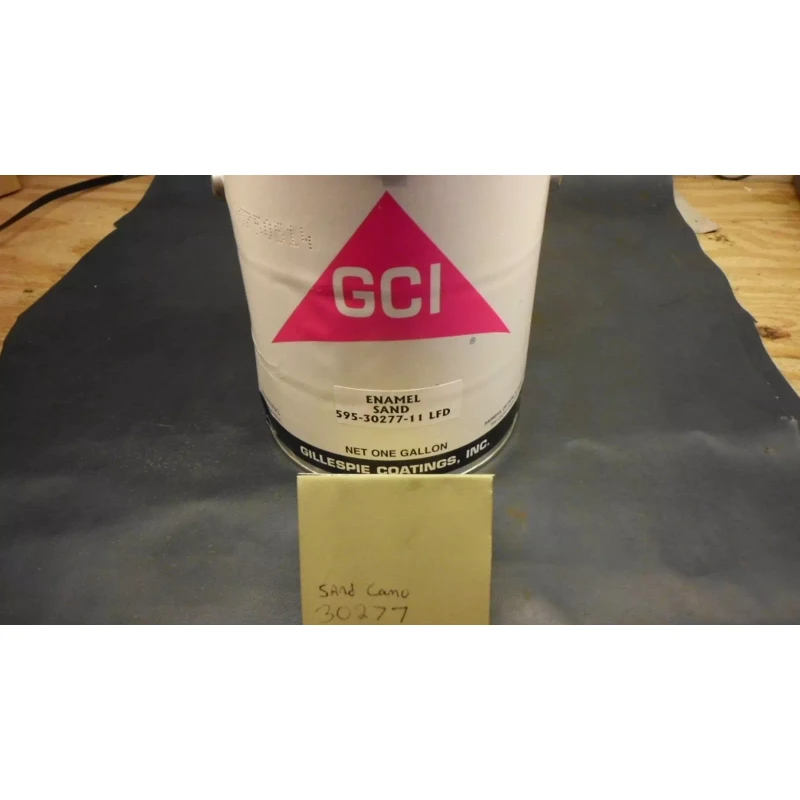 GCI
®
ENAMEL
SAND
595-30277-11 LFD
NET ONE GALLON
GILLESPIE COATINGS, INC.
SAND Camo
30277